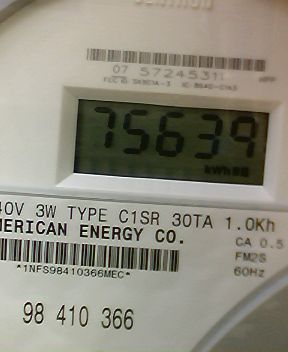 07 57245311
75639
kWh
40V 3W TYPE C1SR 30TA 1.0Kh
MERICAN ENERGY CO.
CA 0.5
FM2S
*1NFS98410366MEC*
60Hz
98 410 366